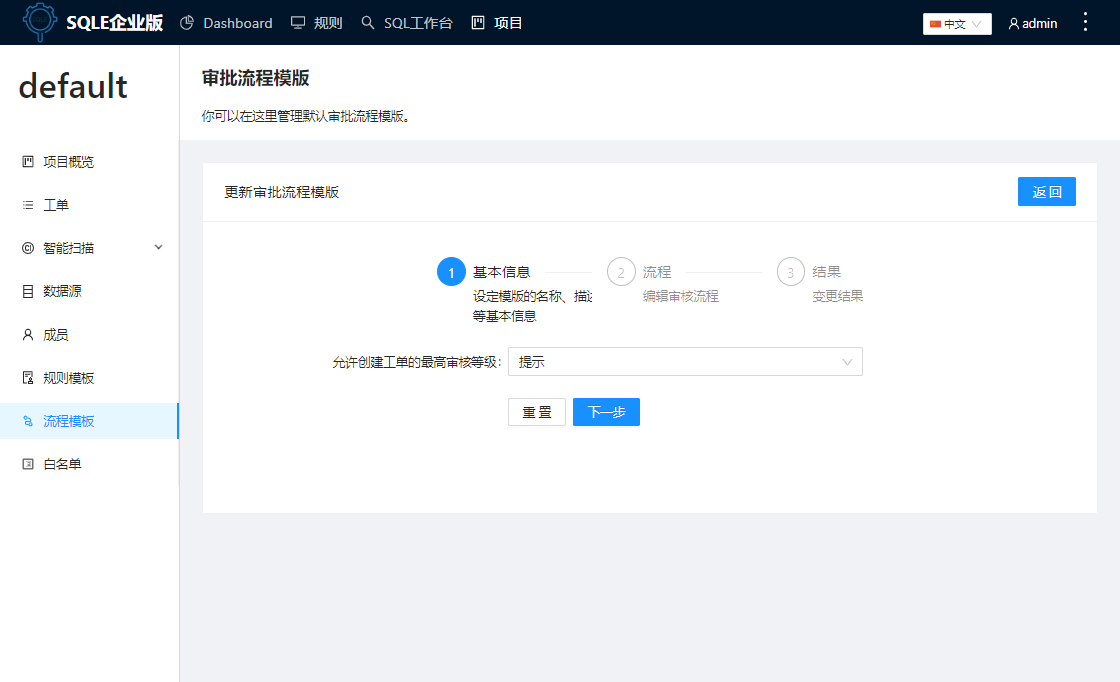 SQLE企业版 Dashboard 规则 SQL工作台 项目 中文 admin
default
项目概览
工单
智能扫描
数据源
成员
规则模板
流程模板
白名单
审批流程模版
你可以在这里管理默认审批流程模版。
更新审批流程模版 返 回
1 基本信息 2 流程 3 结果
设定模版的名称、描述 编辑审核流程 变更结果
等基本信息
允许创建工单的最高审核等级: 提示
重 置 下一步